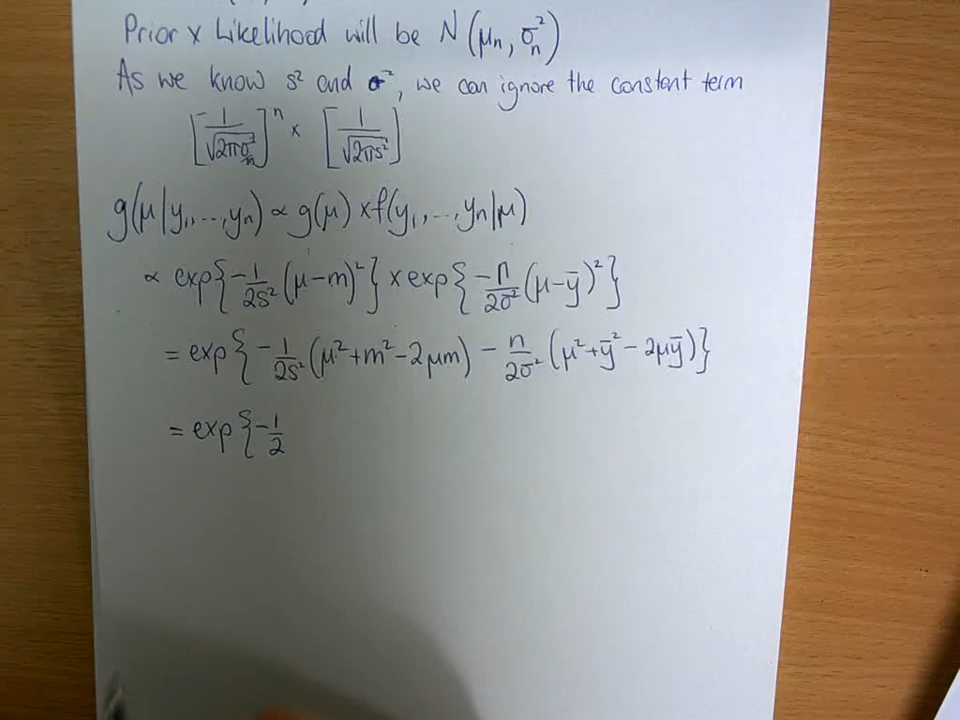 Prior x Likelihood will be N(μn, σn²)
As we know s² and σ², we can ignore the constant term
[1/√2πσ²/n]ⁿ x [1/√2πs²]
g(μ|y₁,...,yn) ∝ g(μ) x f(y₁,...,yn|μ)
∝ exp{-1/2s² (μ-m)²} x exp{-n/2σ² (μ-ȳ)²}
= exp{-1/2s² (μ²+m²-2μm) - n/2σ² (μ²+ȳ²-2μȳ)}
= exp{-1/2